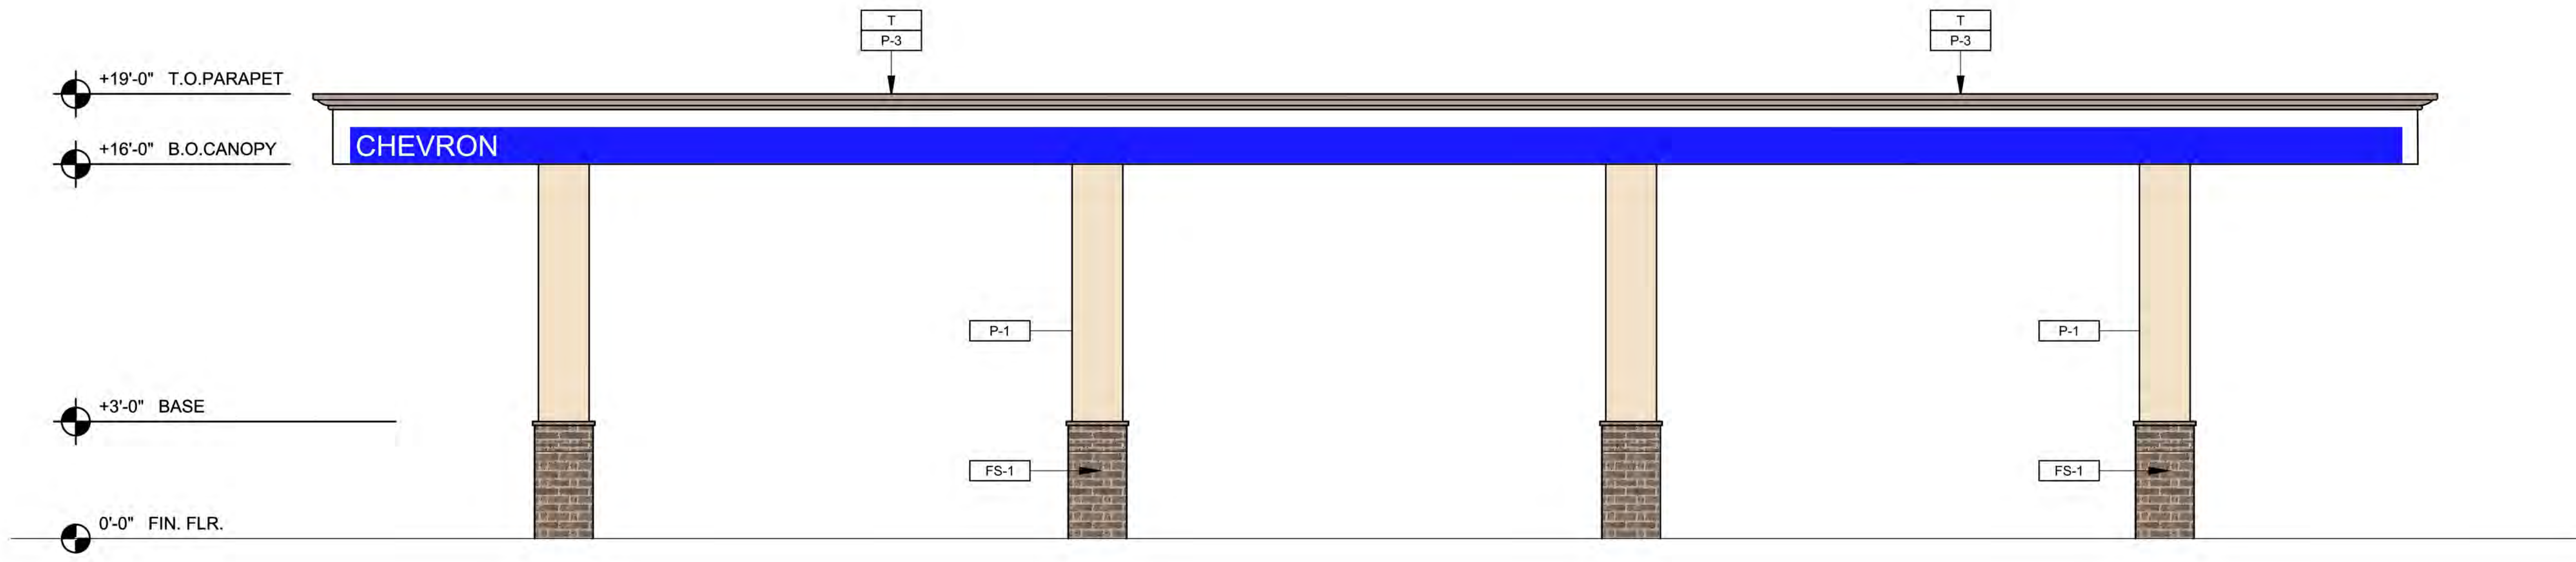 T
P-3
T
P-3
+19'-0" T.O.PARAPET
+16'-0" B.O.CANOPY
CHEVRON
P-1
P-1
+3'-0" BASE
FS-1
FS-1
0'-0" FIN. FLR.